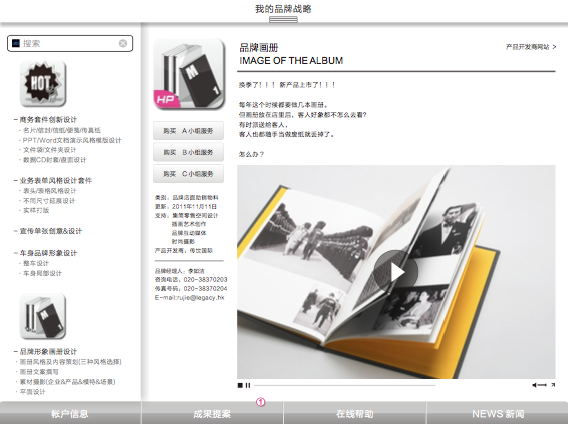 我的品牌战略
搜索
HOT
– 商务套件创新设计
· 名片/信封/信纸/便笺/传真纸
· PPT/Word文档演示风格模版设计
· 文件袋/文件夹设计
· 数据CD封套/盘面设计
– 业务表单风格设计套件
· 表头/表格风格设计
· 不同尺寸延展设计
· 实样打版
– 宣传单张创意&设计
– 车身品牌形象设计
· 整车设计
· 车身局部设计
– 品牌形象画册设计
· 画册风格及内容策划(三种风格选择)
· 画册文案撰写
· 素材摄影(企业&产品&模特&场景)
· 平面设计
M
1
HP
购买 A 小组服务
购买 B 小组服务
购买 C 小组服务
类别：品牌店面助销物料
更新：2011年11月11日
支持：集策零售空间设计
插画艺术创作
品牌互动媒体
时尚摄影
产品开发商：传世国际
品牌经理人：李如洁
咨询电话：020-38370203
传真号码：020-38370204
E-mail:rujie@legacy.hk
品牌画册
IMAGE OF THE ALBUM
产品开发商网站 >
换季了！！！ 新产品上市了！！！
每年这个时候都要做几本画册。
但画册放在店里后，客人好象都不怎么去看？
有时派送给客人，
客人也都随手当做废纸就丢掉了。
怎么办？
帐户信息
成果提案
1
在线帮助
NEWS 新闻